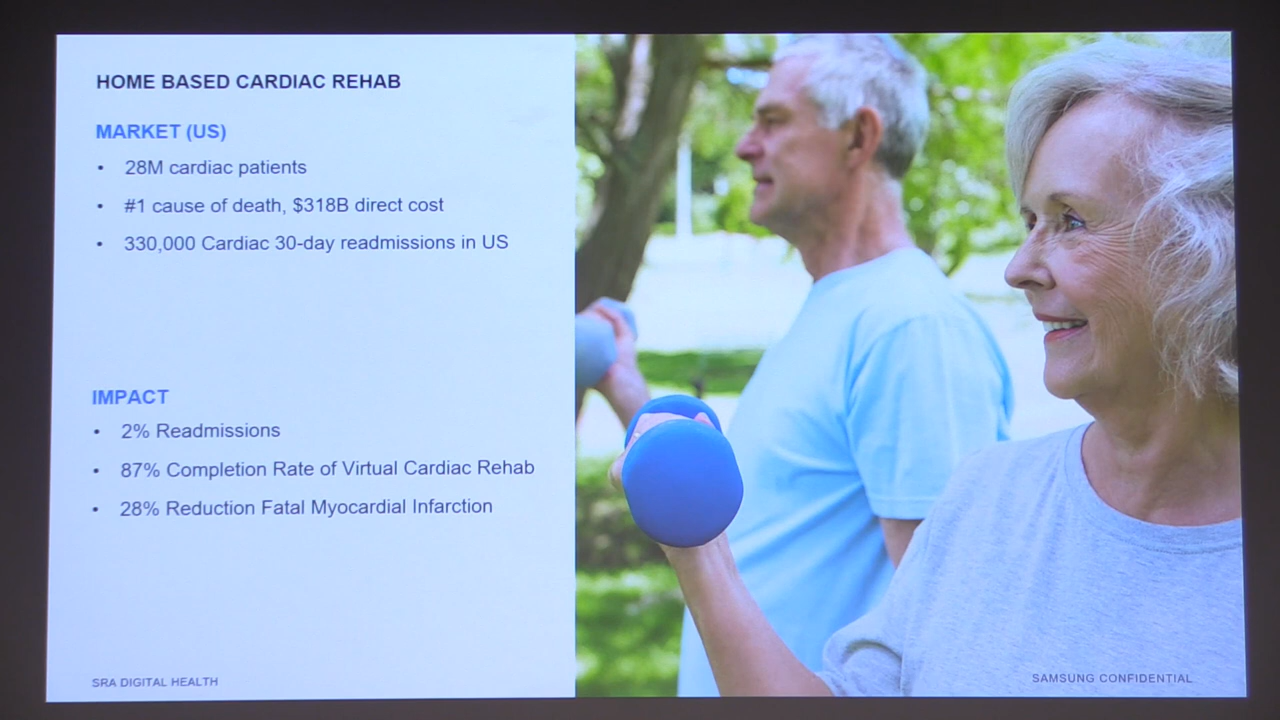 HOME BASED CARDIAC REHAB
MARKET (US)
• 28M cardiac patients
• #1 cause of death, $318B direct cost
• 330,000 Cardiac 30-day readmissions in US
IMPACT
• 2% Readmissions
• 87% Completion Rate of Virtual Cardiac Rehab
• 28% Reduction Fatal Myocardial Infarction
SRA DIGITAL HEALTH
SAMSUNG CONFIDENTIAL